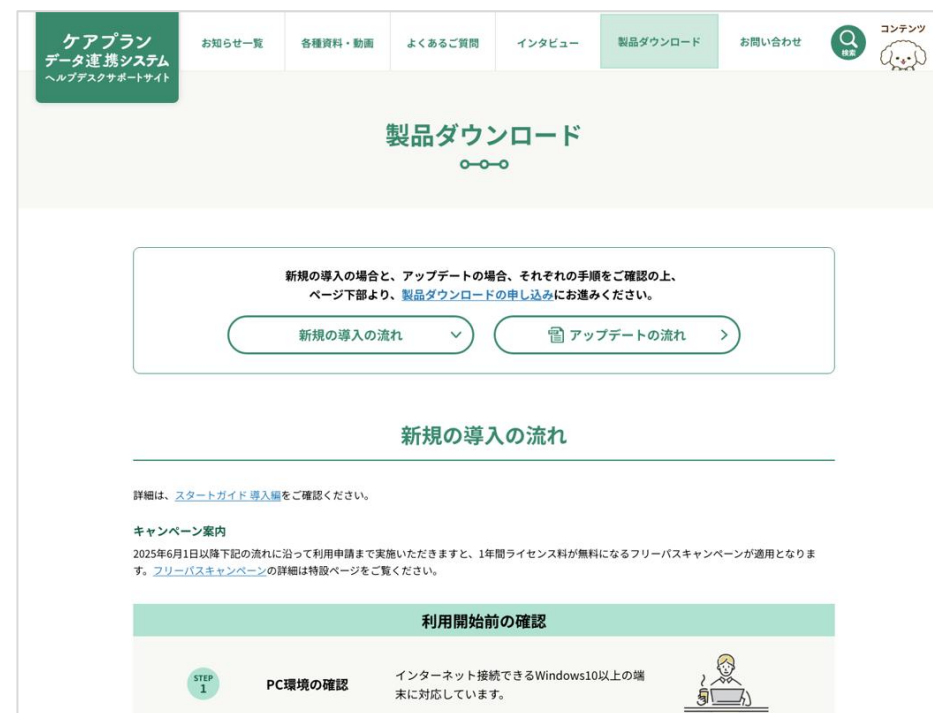 ケアプラン
データ連携システム
ヘルプデスクサポートサイト
お知らせ一覧
各種資料・動画
よくあるご質問
インタビュー
製品ダウンロード
お問い合わせ
検索
コンテンツ
製品ダウンロード
新規の導入の場合と、アップデートの場合、それぞれの手順をご確認の上、
ページ下部より、製品ダウンロードの申し込みにお進みください。
新規の導入の流れ
アップデートの流れ
新規の導入の流れ
詳細は、スタートガイド 導入編をご確認ください。
キャンペーン案内
2025年6月1日以降下記の流れに沿って利用申請まで実施いただきますと、1年間ライセンス料が無料になるフリーパスキャンペーンが適用となりま
す。フリーパスキャンペーンの詳細は特設ページをご覧ください。
利用開始前の確認
STEP
1
PC環境の確認
インターネット接続できるWindows10以上の端
末に対応しています。